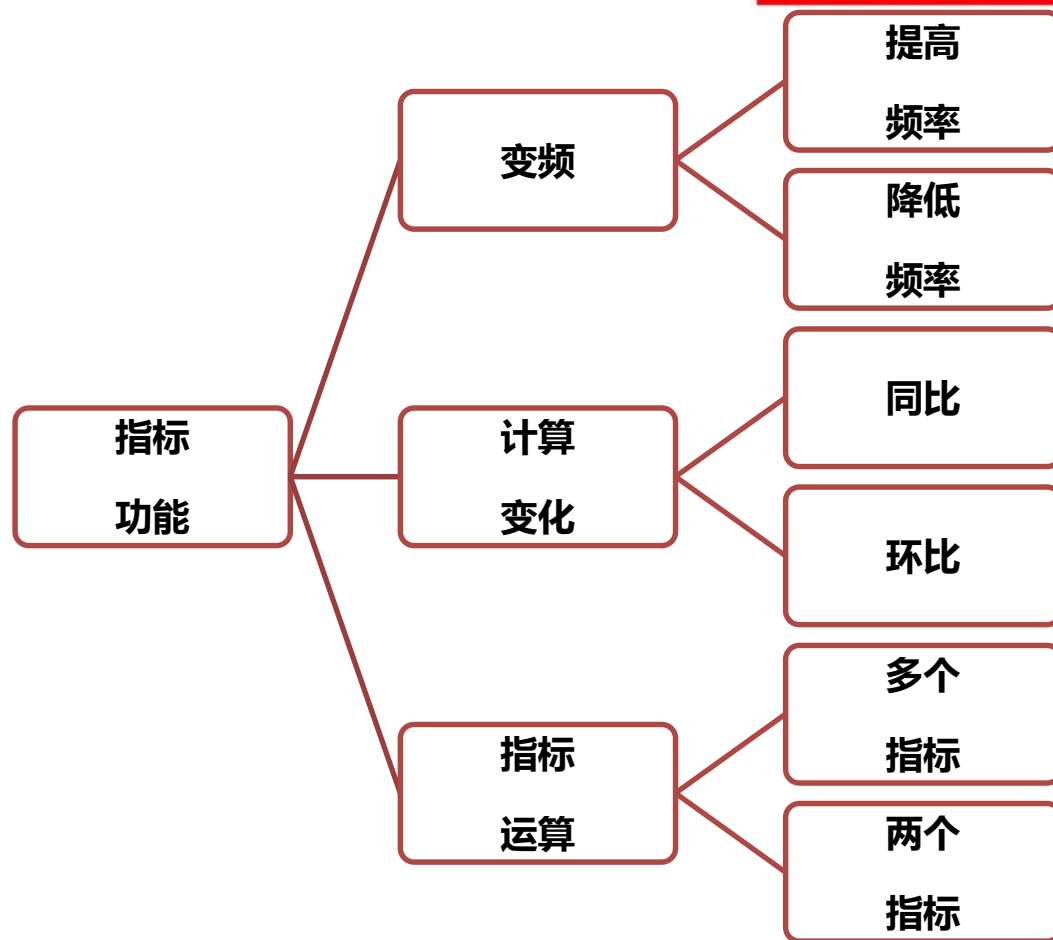 指标
功能
变频
提高
频率
降低
频率
计算
变化
同比
环比
指标
运算
多个
指标
两个
指标